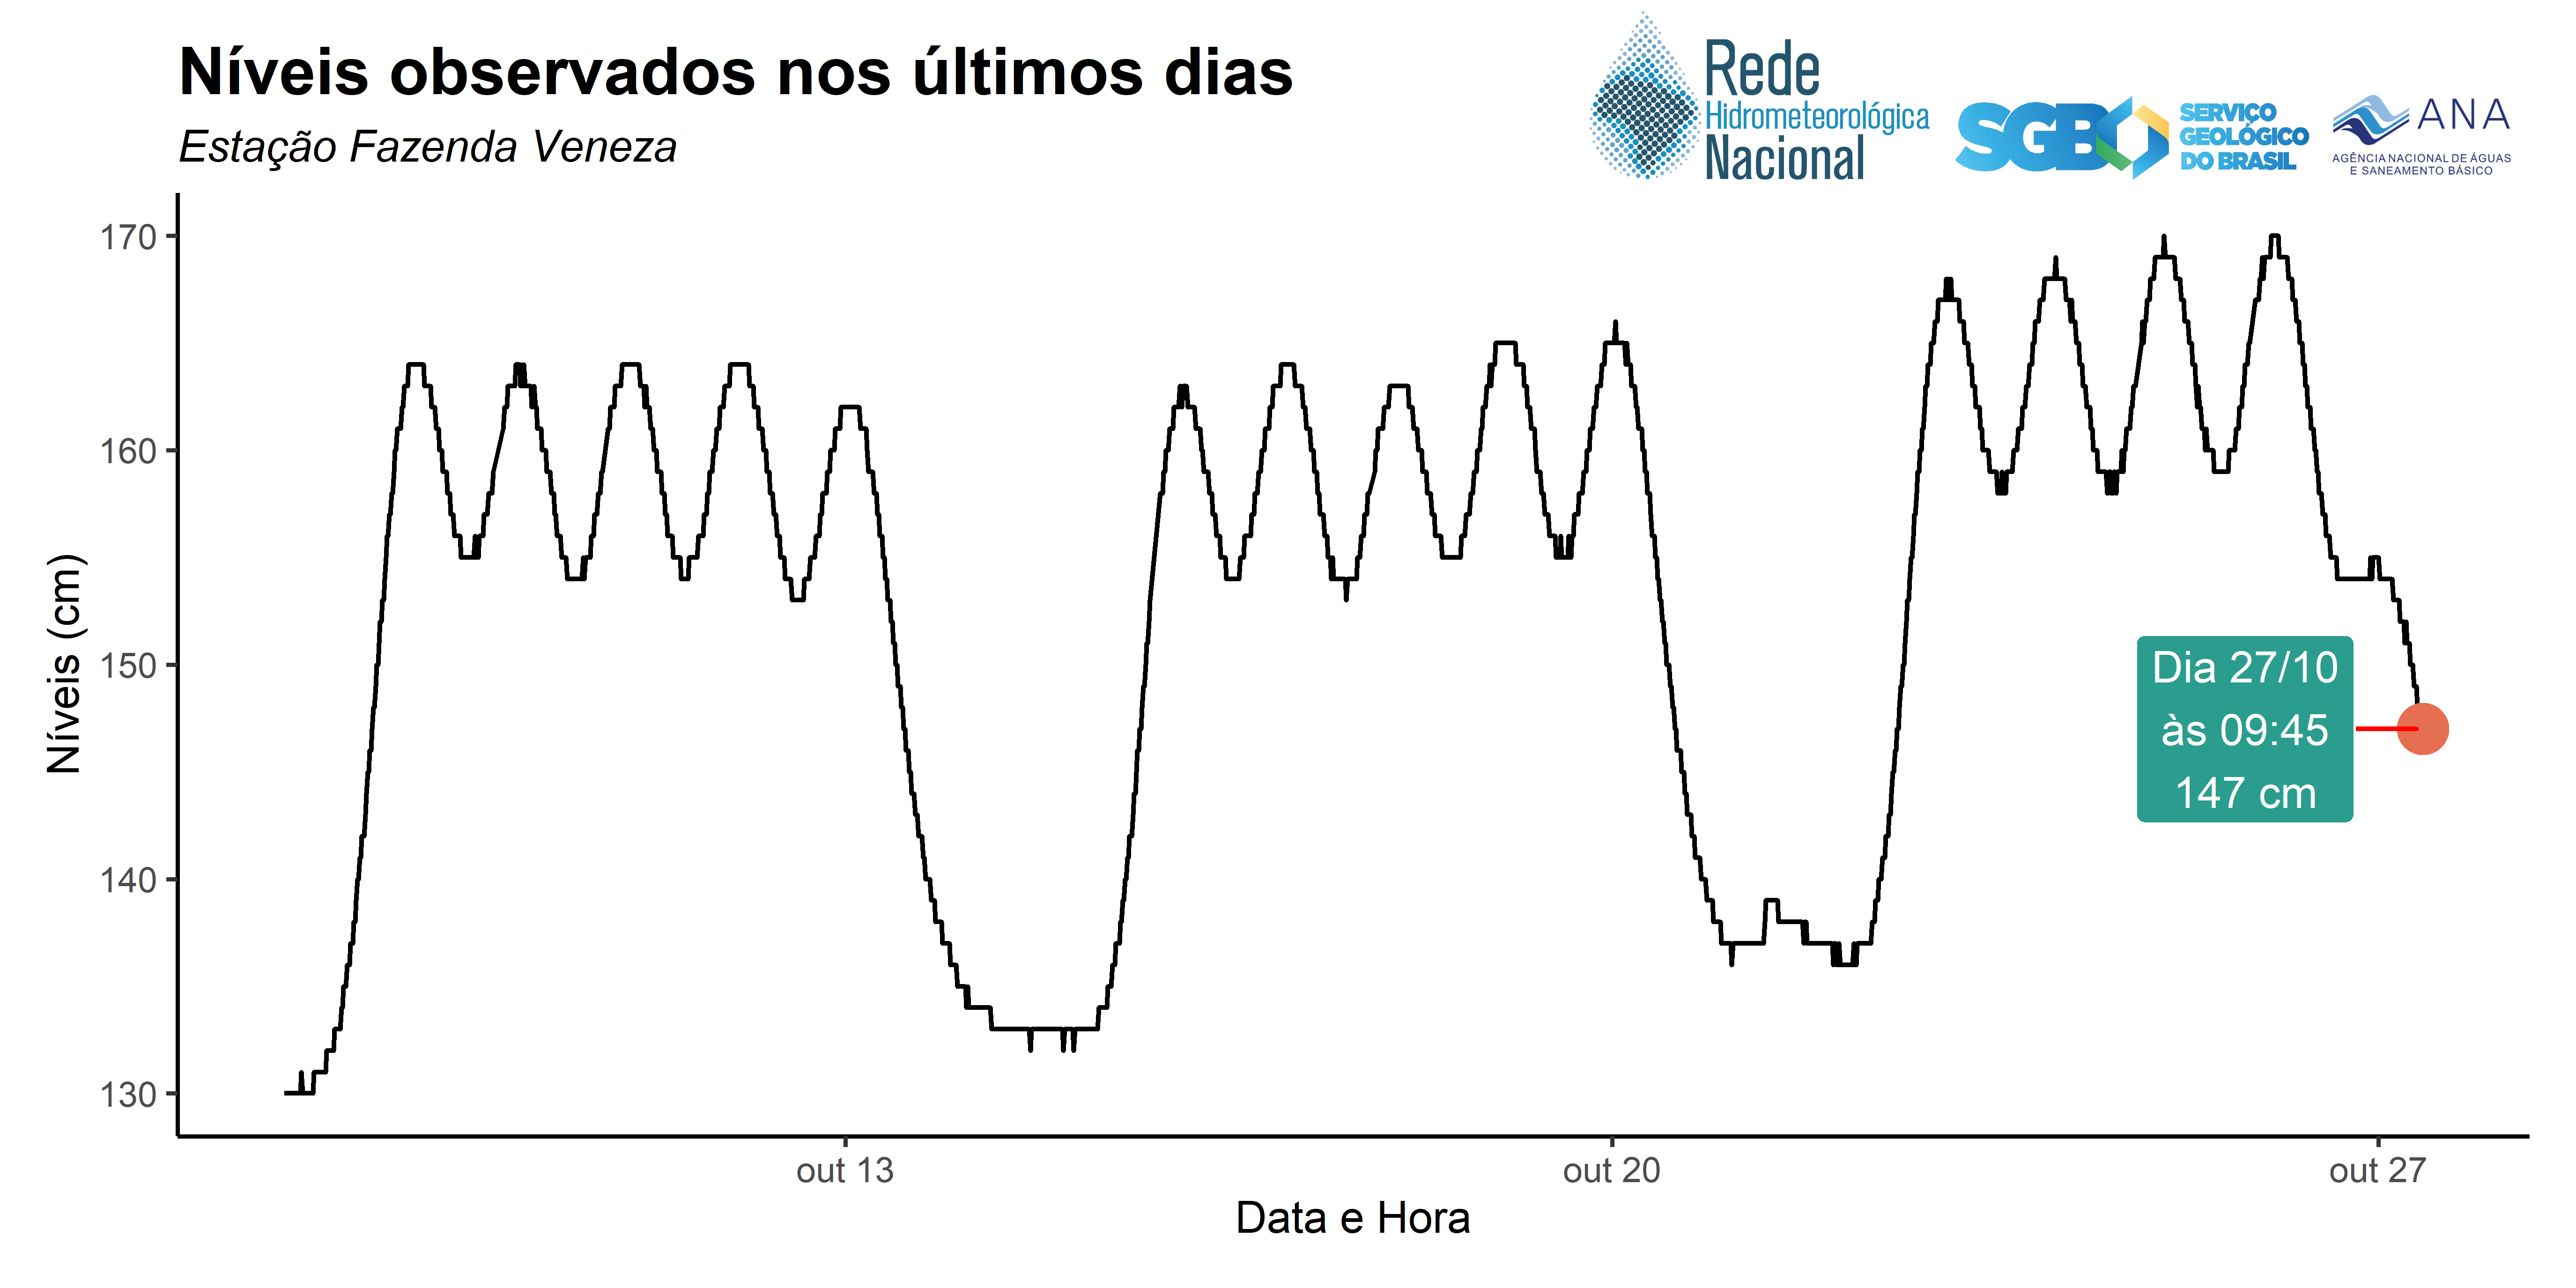 Níveis observados nos últimos dias
Estação Fazenda Veneza
Rede
Hidrometeorológica
Nacional
SGB
SERVIÇO
GEOLÓGICO
DO BRASIL
ANA
AGÊNCIA NACIONAL DE ÁGUAS
E SANEAMENTO BÁSICO
Níveis (cm)
170
160
150
140
130
Dia 27/10
às 09:45
147 cm
out 13
out 20
out 27
Data e Hora